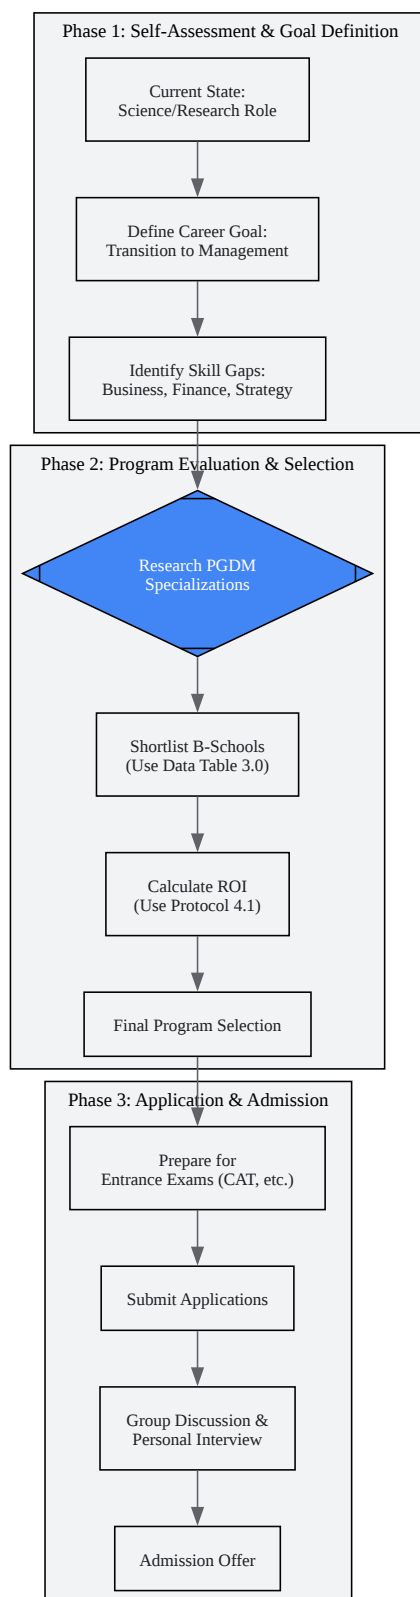 Phase 1: Self-Assessment & Goal Definition
Current State:
Science/Research Role
Define Career Goal:
Transition to Management
Identify Skill Gaps:
Business, Finance, Strategy
Phase 2: Program Evaluation & Selection
Research PGDM
Specializations
Shortlist B-Schools
(Use Data Table 3.0)
Calculate ROI
(Use Protocol 4.1)
Final Program Selection
Phase 3: Application & Admission
Prepare for
Entrance Exams (CAT, etc.)
Submit Applications
Group Discussion &
Personal Interview
Admission Offer